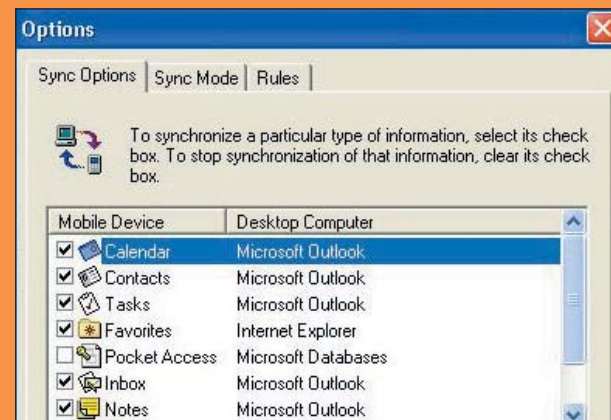 Options
Sync Options Sync Mode Rules
To synchronize a particular type of information, select its check
box. To stop synchronization of that information, clear its check
box.
Mobile Device Desktop Computer
Calendar Microsoft Outlook
Contacts Microsoft Outlook
Tasks Microsoft Outlook
Favorites Internet Explorer
Pocket Access Microsoft Databases
Inbox Microsoft Outlook
Notes Microsoft Outlook